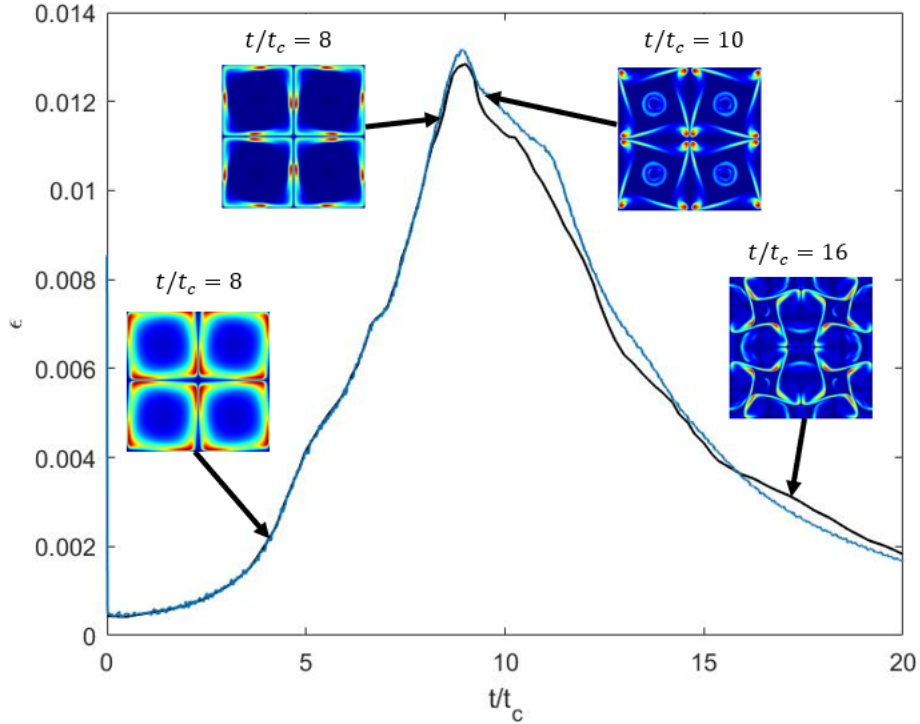 0.014
0.012
0.01
0.008
0.006
0.004
0.002
0
ϵ
t/t_c = 8
t/t_c = 10
t/t_c = 8
t/t_c = 16
0
5
10
15
20
t/t_c